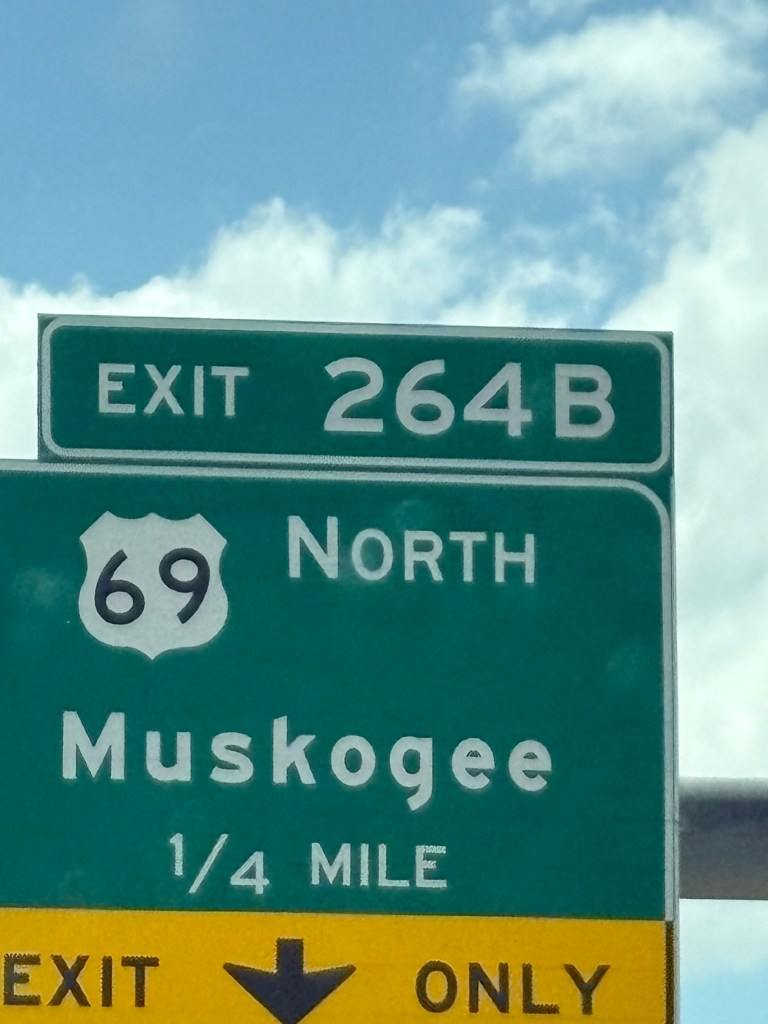 EXIT 264B
69 NORTH
Muskogee
1/4 MILE
EXIT ONLY